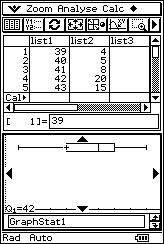 Zoom Analyse Calc
list1 list2 list3
1 39 4
2 40 5
3 41 8
4 42 20
5 43 15
Cal
[ 1]= 39
Q1=42
GraphStat1
Rad Auto